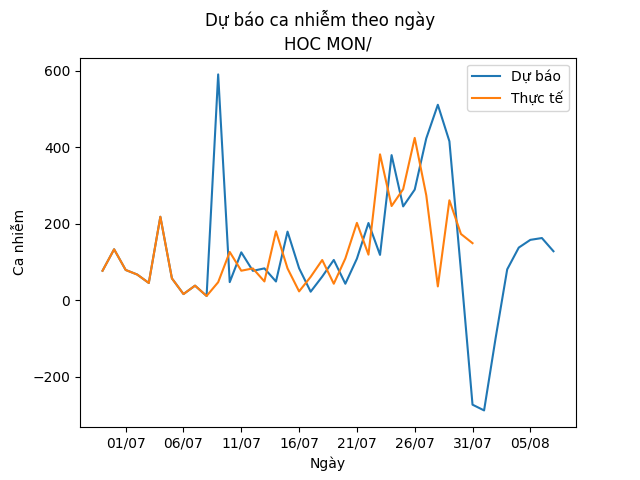 Dự báo ca nhiễm theo ngày
HOC MON/
Dự báo
Thực tế
Ca nhiễm
600
400
200
0
−200
01/07 06/07 11/07 16/07 21/07 26/07 31/07 05/08
Ngày